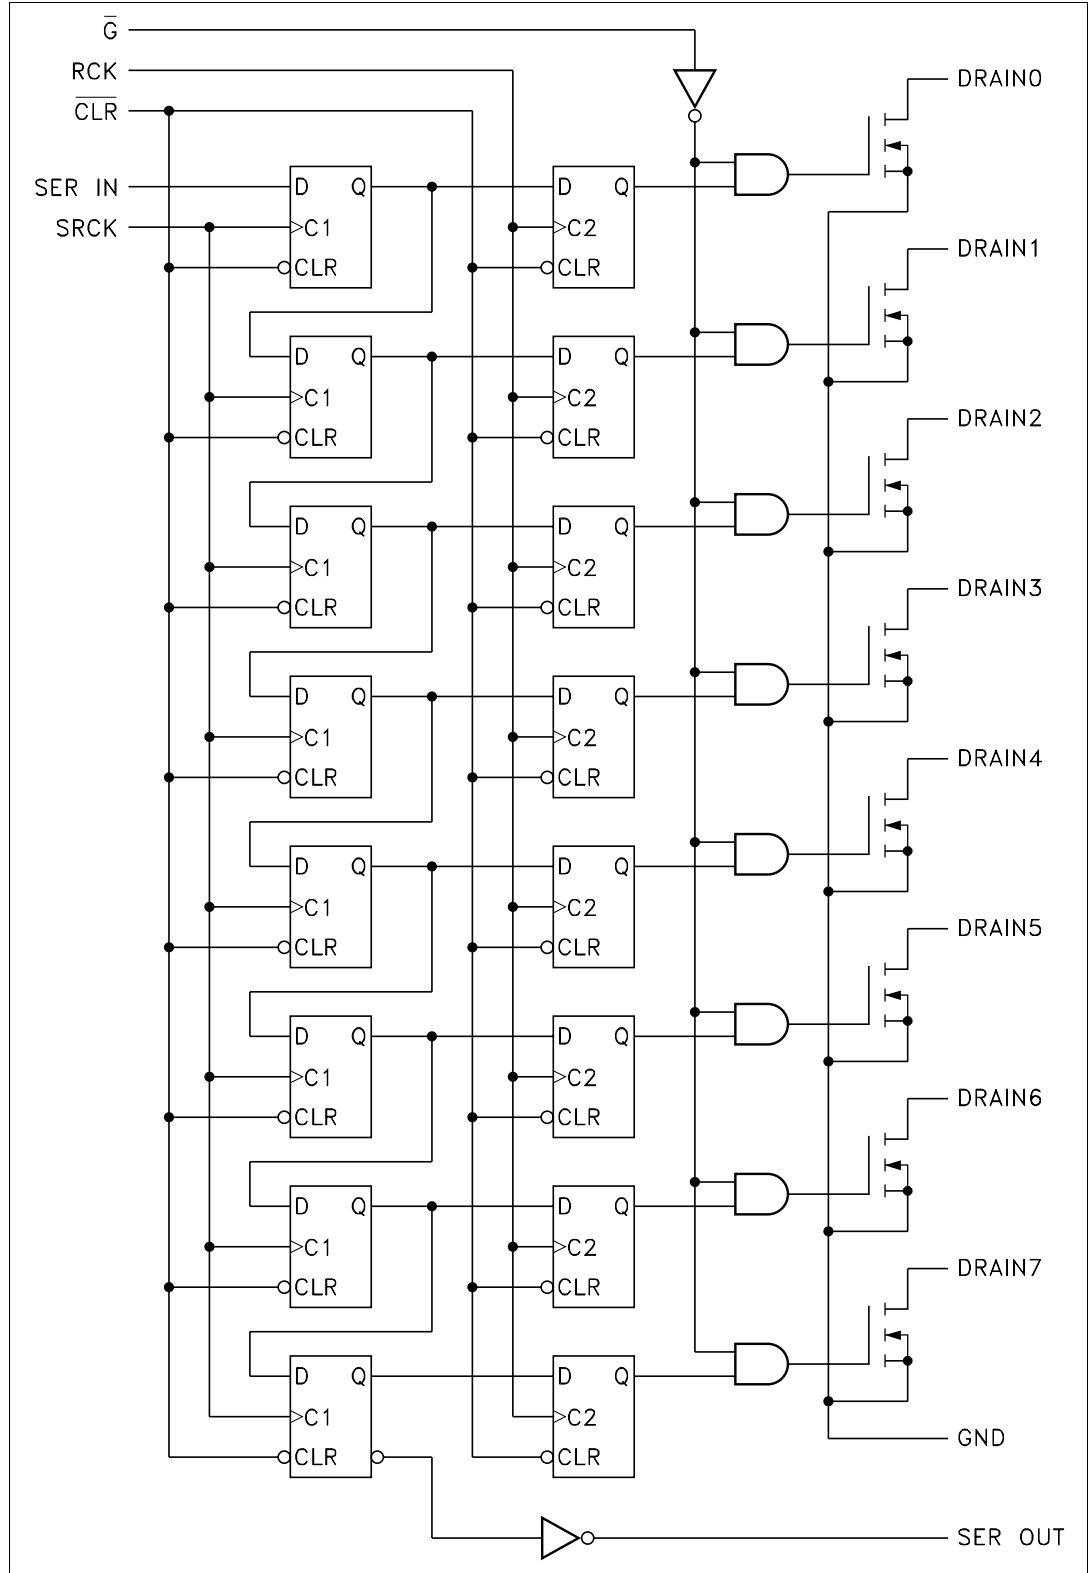 G
RCK
CLR
SER IN
SRCK
DRAIN0
D Q D Q
C1 C2
CLR CLR
DRAIN1
D Q D Q
C1 C2
CLR CLR
DRAIN2
D Q D Q
C1 C2
CLR CLR
DRAIN3
D Q D Q
C1 C2
CLR CLR
DRAIN4
D Q D Q
C1 C2
CLR CLR
DRAIN5
D Q D Q
C1 C2
CLR CLR
DRAIN6
D Q D Q
C1 C2
CLR CLR
DRAIN7
D Q D Q
C1 C2
CLR CLR
GND
SER OUT